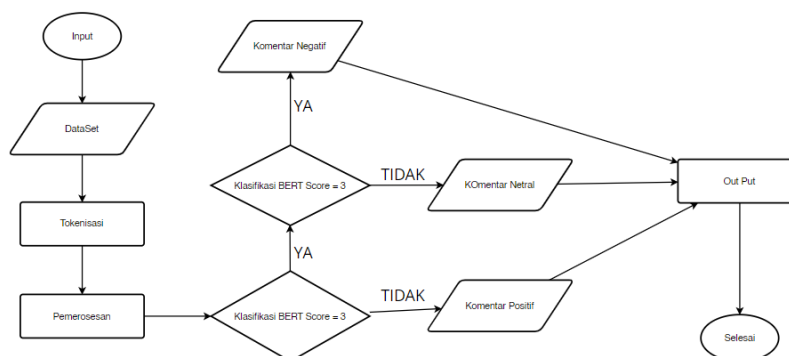 Input
DataSet
Tokenisasi
Pemerosesan
Klasifikasi BERT Score = 3
TIDAK
Komentar Positif
YA
Klasifikasi BERT Score = 3
TIDAK
KOmentar Netral
YA
Komentar Negatif
Out Put
Selesai